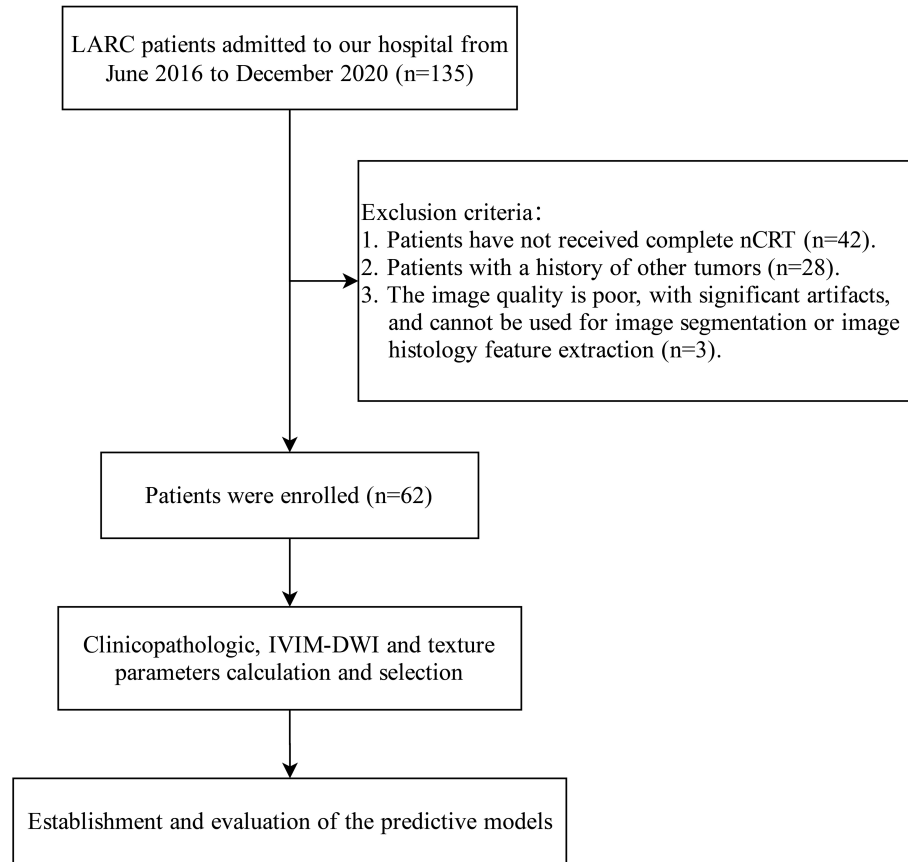 LARC patients admitted to our hospital from
June 2016 to December 2020 (n=135)
Exclusion criteria：
1. Patients have not received complete nCRT (n=42).
2. Patients with a history of other tumors (n=28).
3. The image quality is poor, with significant artifacts,
and cannot be used for image segmentation or image
histology feature extraction (n=3).
Patients were enrolled (n=62)
Clinicopathologic, IVIM-DWI and texture
parameters calculation and selection
Establishment and evaluation of the predictive models